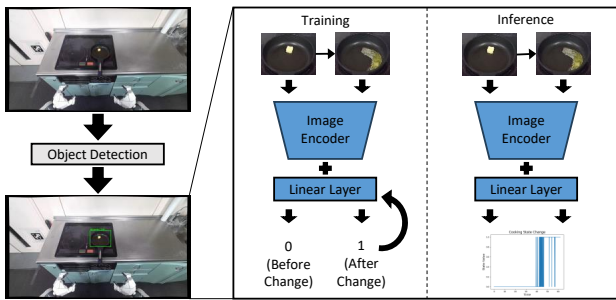 Object Detection
Training
Image
Encoder
Linear Layer
0
(Before
Change)
1
(After
Change)
Inference
Image
Encoder
Linear Layer
Cooking State Change